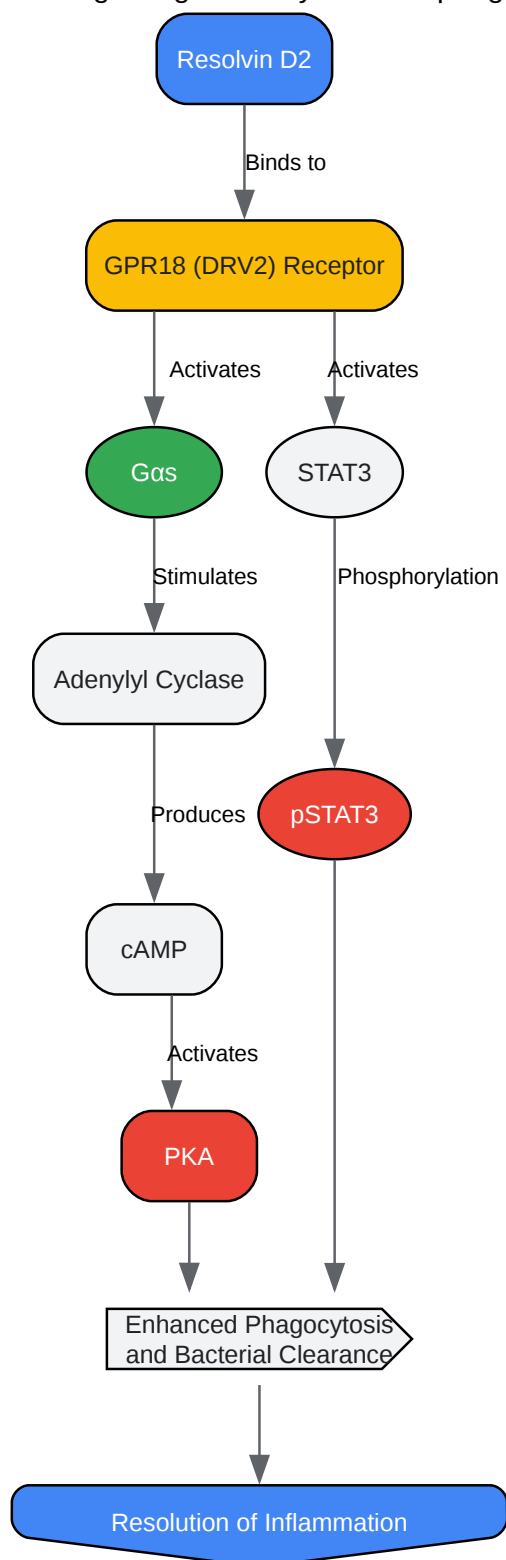 Resolvin D2
Binds to
GPR18 (DRV2) Receptor
Activates
Activates
Gαs
STAT3
Stimulates
Phosphorylation
Adenylyl Cyclase
Produces
pSTAT3
cAMP
Activates
PKA
Enhanced Phagocytosis
and Bacterial Clearance
Resolution of Inflammation